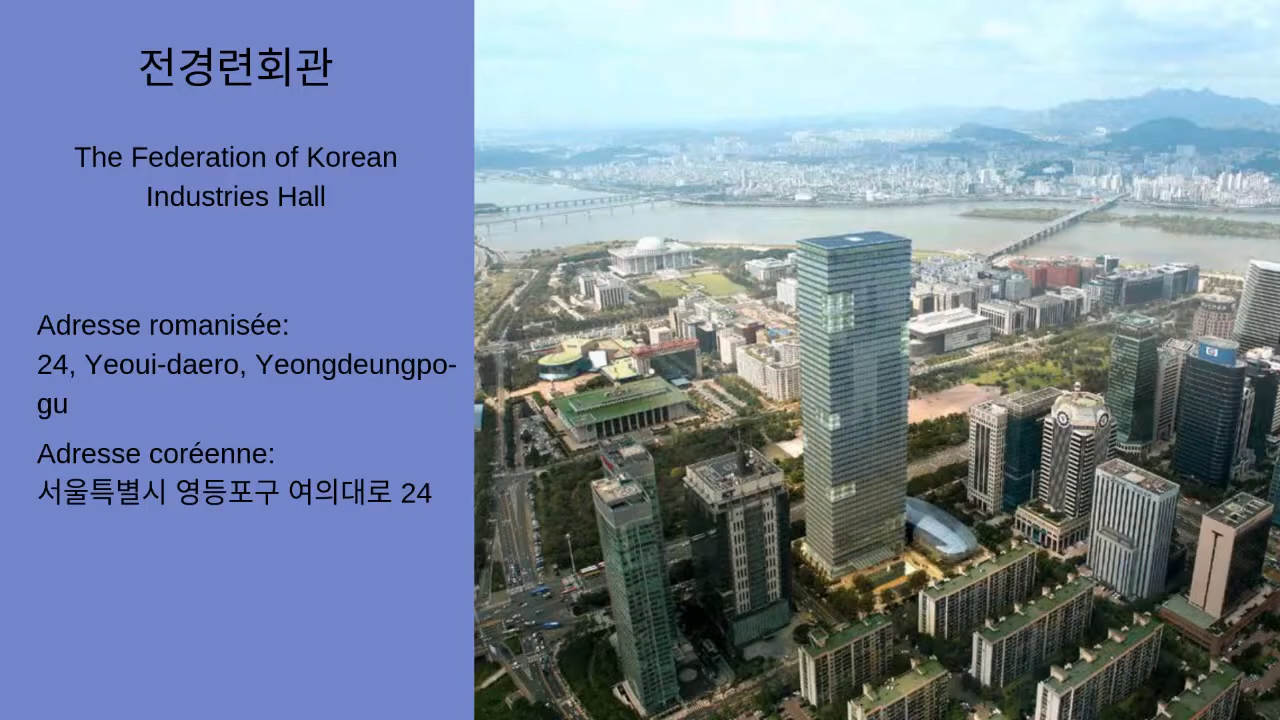 전경련회관
The Federation of Korean
Industries Hall
Adresse romanisée:
24, Yeoui-daero, Yeongdeungpo-
gu
Adresse coréenne:
서울특별시 영등포구 여의대로 24